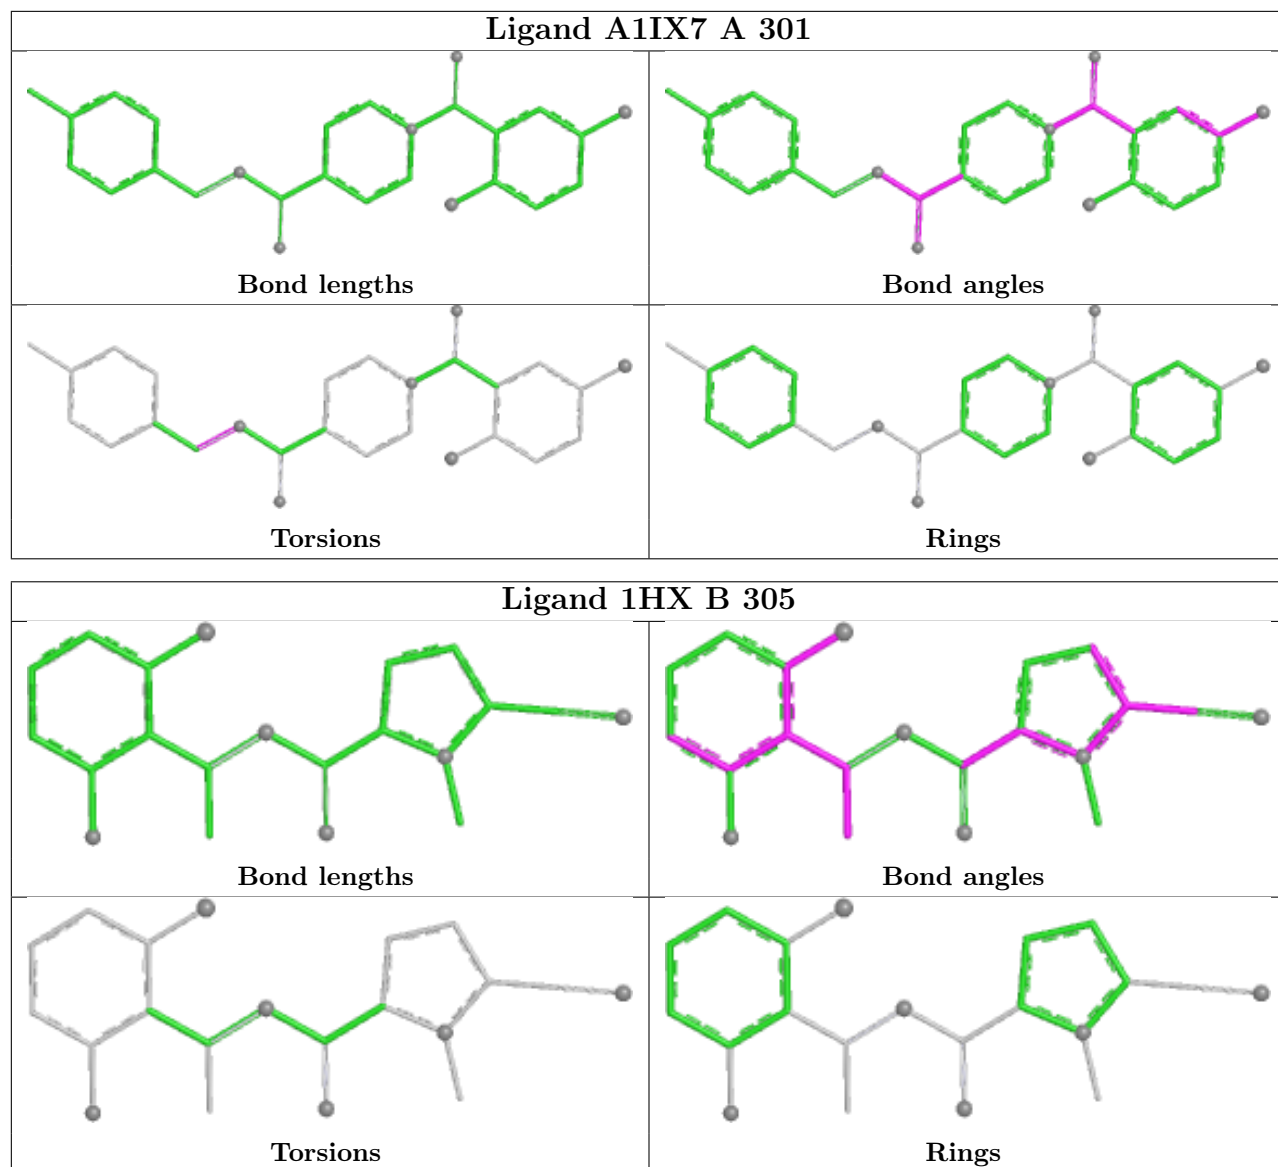 Ligand A1IX7 A 301
Bond lengths
Bond angles
Torsions
Rings
Ligand 1HX B 305
Bond lengths
Bond angles
Torsions
Rings